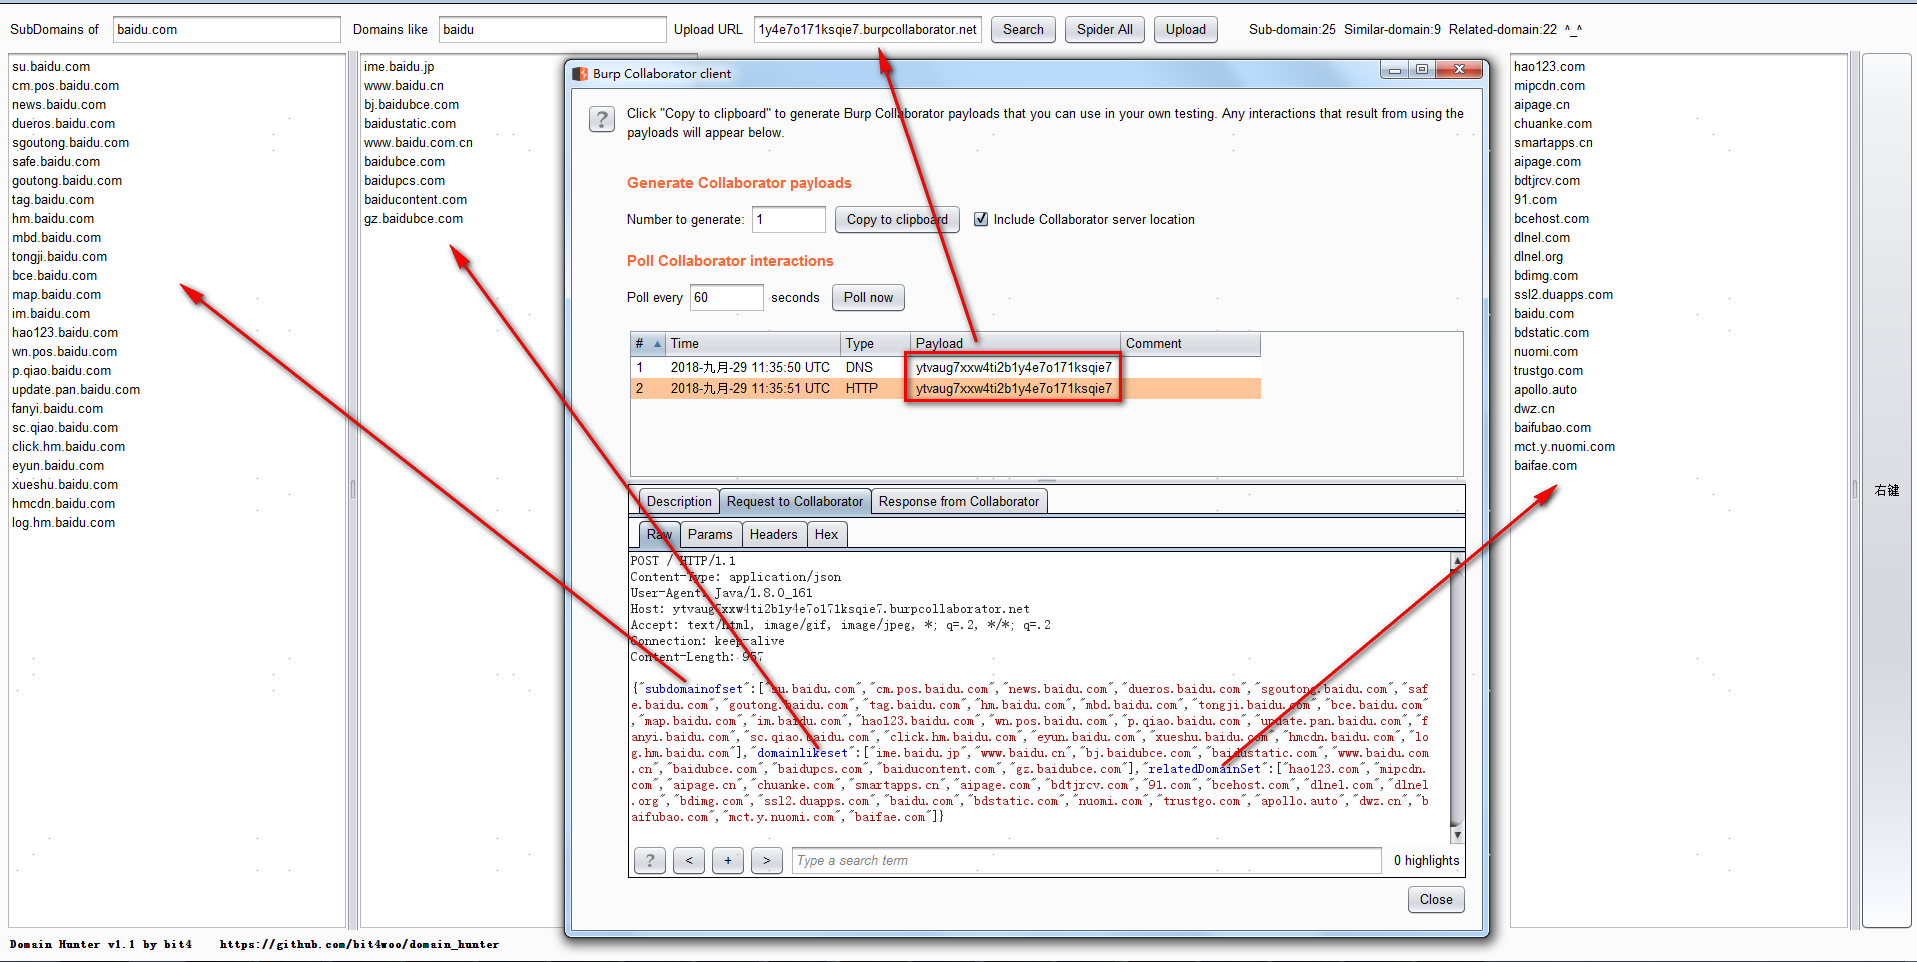 SubDomains of baidu.com Domains like baidu Upload URL 1y4e7o171ksqie7.burpcollaborator.net Search Spider All Upload Sub-domain:25 Similar-domain:9 Related-domain:22 ^_^
su.baidu.com
cm.pos.baidu.com
news.baidu.com
dueros.baidu.com
sgoutong.baidu.com
safe.baidu.com
goutong.baidu.com
tag.baidu.com
hm.baidu.com
mbd.baidu.com
tongji.baidu.com
bce.baidu.com
map.baidu.com
im.baidu.com
hao123.baidu.com
wn.pos.baidu.com
p.qiao.baidu.com
update.pan.baidu.com
fanyi.baidu.com
sc.qiao.baidu.com
click.hm.baidu.com
eyun.baidu.com
xueshu.baidu.com
hmcdn.baidu.com
log.hm.baidu.com
ime.baidu.jp
www.baidu.cn
bj.baidubce.com
baidustatic.com
www.baidu.com.cn
baidubce.com
baidupcs.com
baiducontent.com
gz.baidubce.com
Burp Collaborator client
Click "Copy to clipboard" to generate Burp Collaborator payloads that you can use in your own testing. Any interactions that result from using the
payloads will appear below.
Generate Collaborator payloads
Number to generate: 1 Copy to clipboard Include Collaborator server location
Poll Collaborator interactions
Poll every 60 seconds Poll now
# Time Type Payload Comment
1 2018-九月-29 11:35:50 UTC DNS ytvaug7xxw4ti2b1y4e7o171ksqie7
2 2018-九月-29 11:35:51 UTC HTTP ytvaug7xxw4ti2b1y4e7o171ksqie7
Description Request to Collaborator Response from Collaborator
Raw Params Headers Hex
POST / HTTP/1.1
Content-Type: application/json
User-Agent: Java/1.8.0_161
Host: ytvaug7xxw4ti2b1y4e7o171ksqie7.burpcollaborator.net
Accept: text/html, image/gif, image/jpeg, *; q=.2, */*; q=.2
Connection: keep-alive
Content-Length: 957
{"subdomainofset":["su.baidu.com","cm.pos.baidu.com","news.baidu.com","dueros.baidu.com","sgoutong.baidu.com","saf
e.baidu.com","goutong.baidu.com","tag.baidu.com","hm.baidu.com","mbd.baidu.com","tongji.baidu.com","bce.baidu.com"
,"map.baidu.com","im.baidu.com","hao123.baidu.com","wn.pos.baidu.com","p.qiao.baidu.com","update.pan.baidu.com","f
anyi.baidu.com","sc.qiao.baidu.com","click.hm.baidu.com","eyun.baidu.com","xueshu.baidu.com","hmcdn.baidu.com","lo
g.hm.baidu.com"],"domainlikeset":["ime.baidu.jp","www.baidu.cn","bj.baidubce.com","baidustatic.com","www.baidu.com
.cn","baidubce.com","baidupcs.com","baiducontent.com","gz.baidubce.com"],"relatedDomainSet":["hao123.com","mipcdn.
com","aipage.cn","chuanke.com","smartapps.cn","aipage.com","bdtjrcv.com","91.com","bcehost.com","dlnel.com","dlnel
.org","bdimg.com","ssl2.duapps.com","baidu.com","bdstatic.com","nuomi.com","trustgo.com","apollo.auto","dwz.cn","b
aifubao.com","mct.y.nuomi.com","baifae.com"]}
? < + > Type a search term 0 highlights
Close
hao123.com
mipcdn.com
aipage.cn
chuanke.com
smartapps.cn
aipage.com
bdtjrcv.com
91.com
bcehost.com
dlnel.com
dlnel.org
bdimg.com
ssl2.duapps.com
baidu.com
bdstatic.com
nuomi.com
trustgo.com
apollo.auto
dwz.cn
baifubao.com
mct.y.nuomi.com
baifae.com
右键
Domain Hunter v1.1 by bit4 https://github.com/bit4woo/domain_hunter